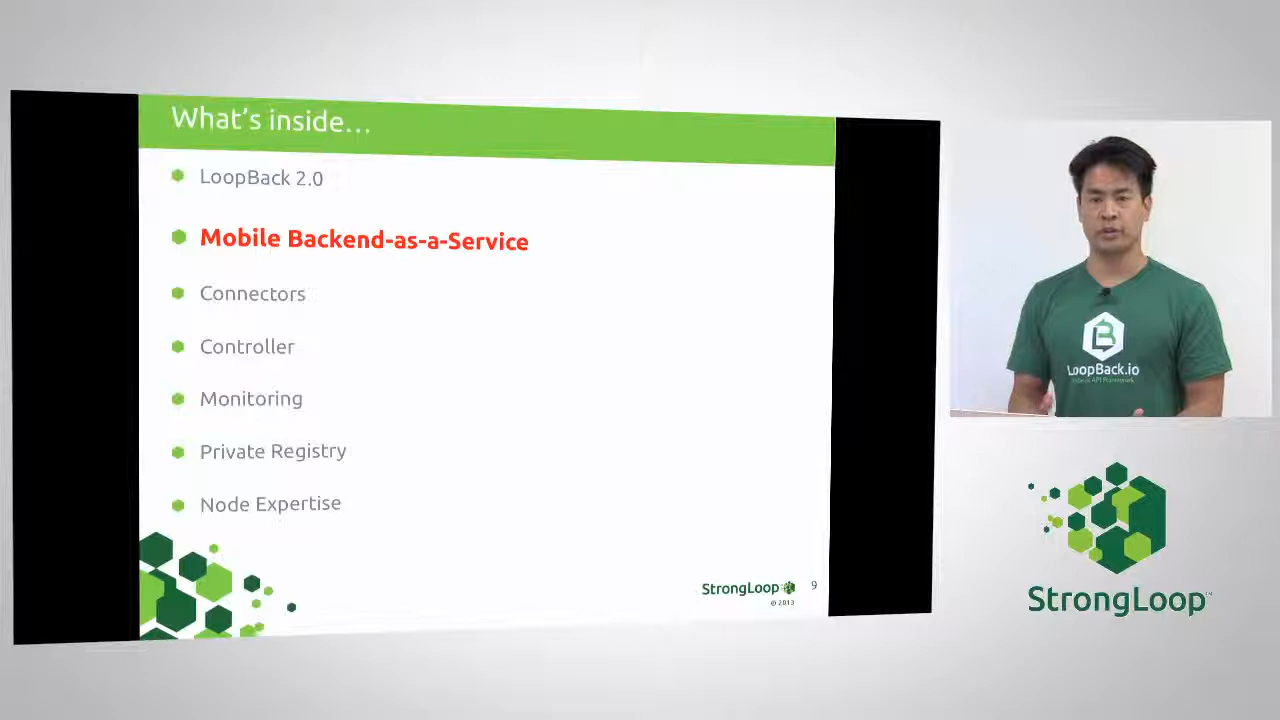 What's inside...
LoopBack 2.0
Mobile Backend-as-a-Service
Connectors
Controller
Monitoring
Private Registry
Node Expertise
StrongLoop
9
© 2013
LoopBack.io
StrongLoop™